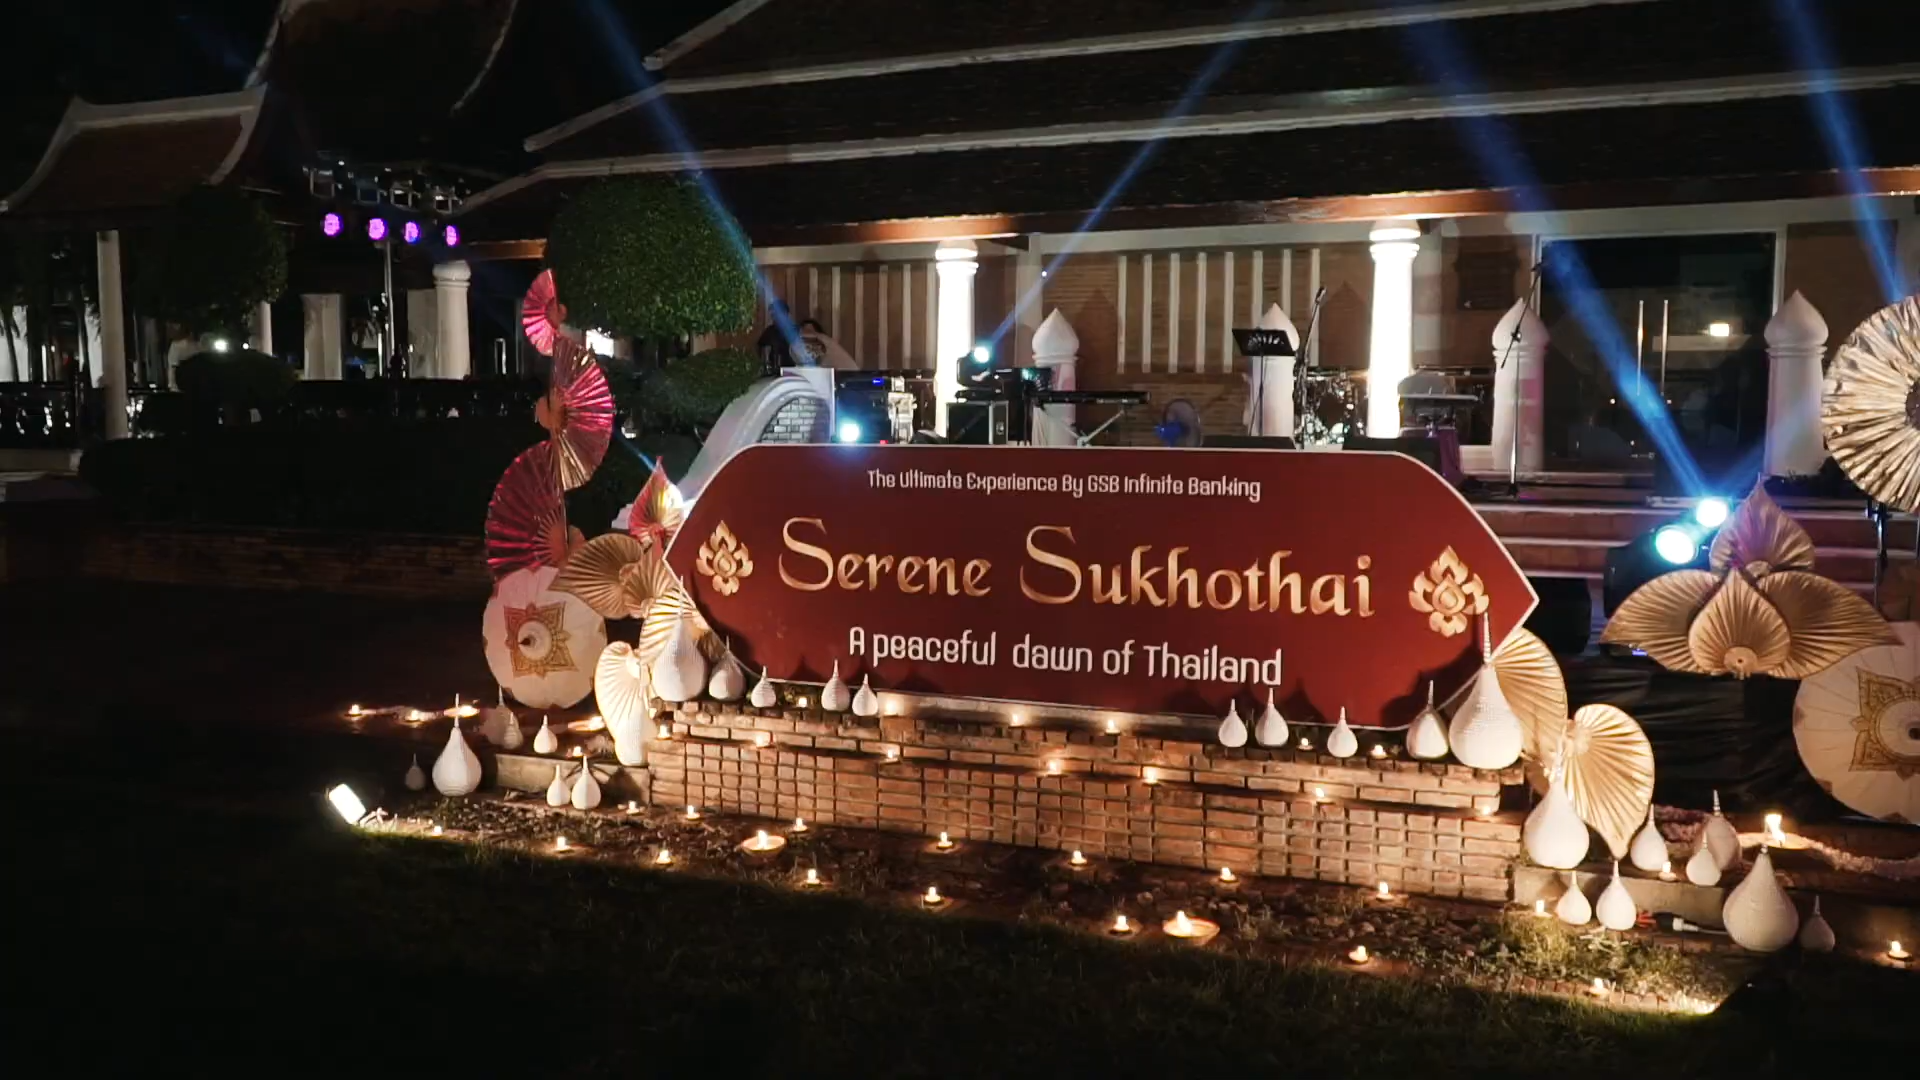 The Ultimate Experience By GSB Infinite Banking
Serene Sukhothai
A peaceful dawn of Thailand